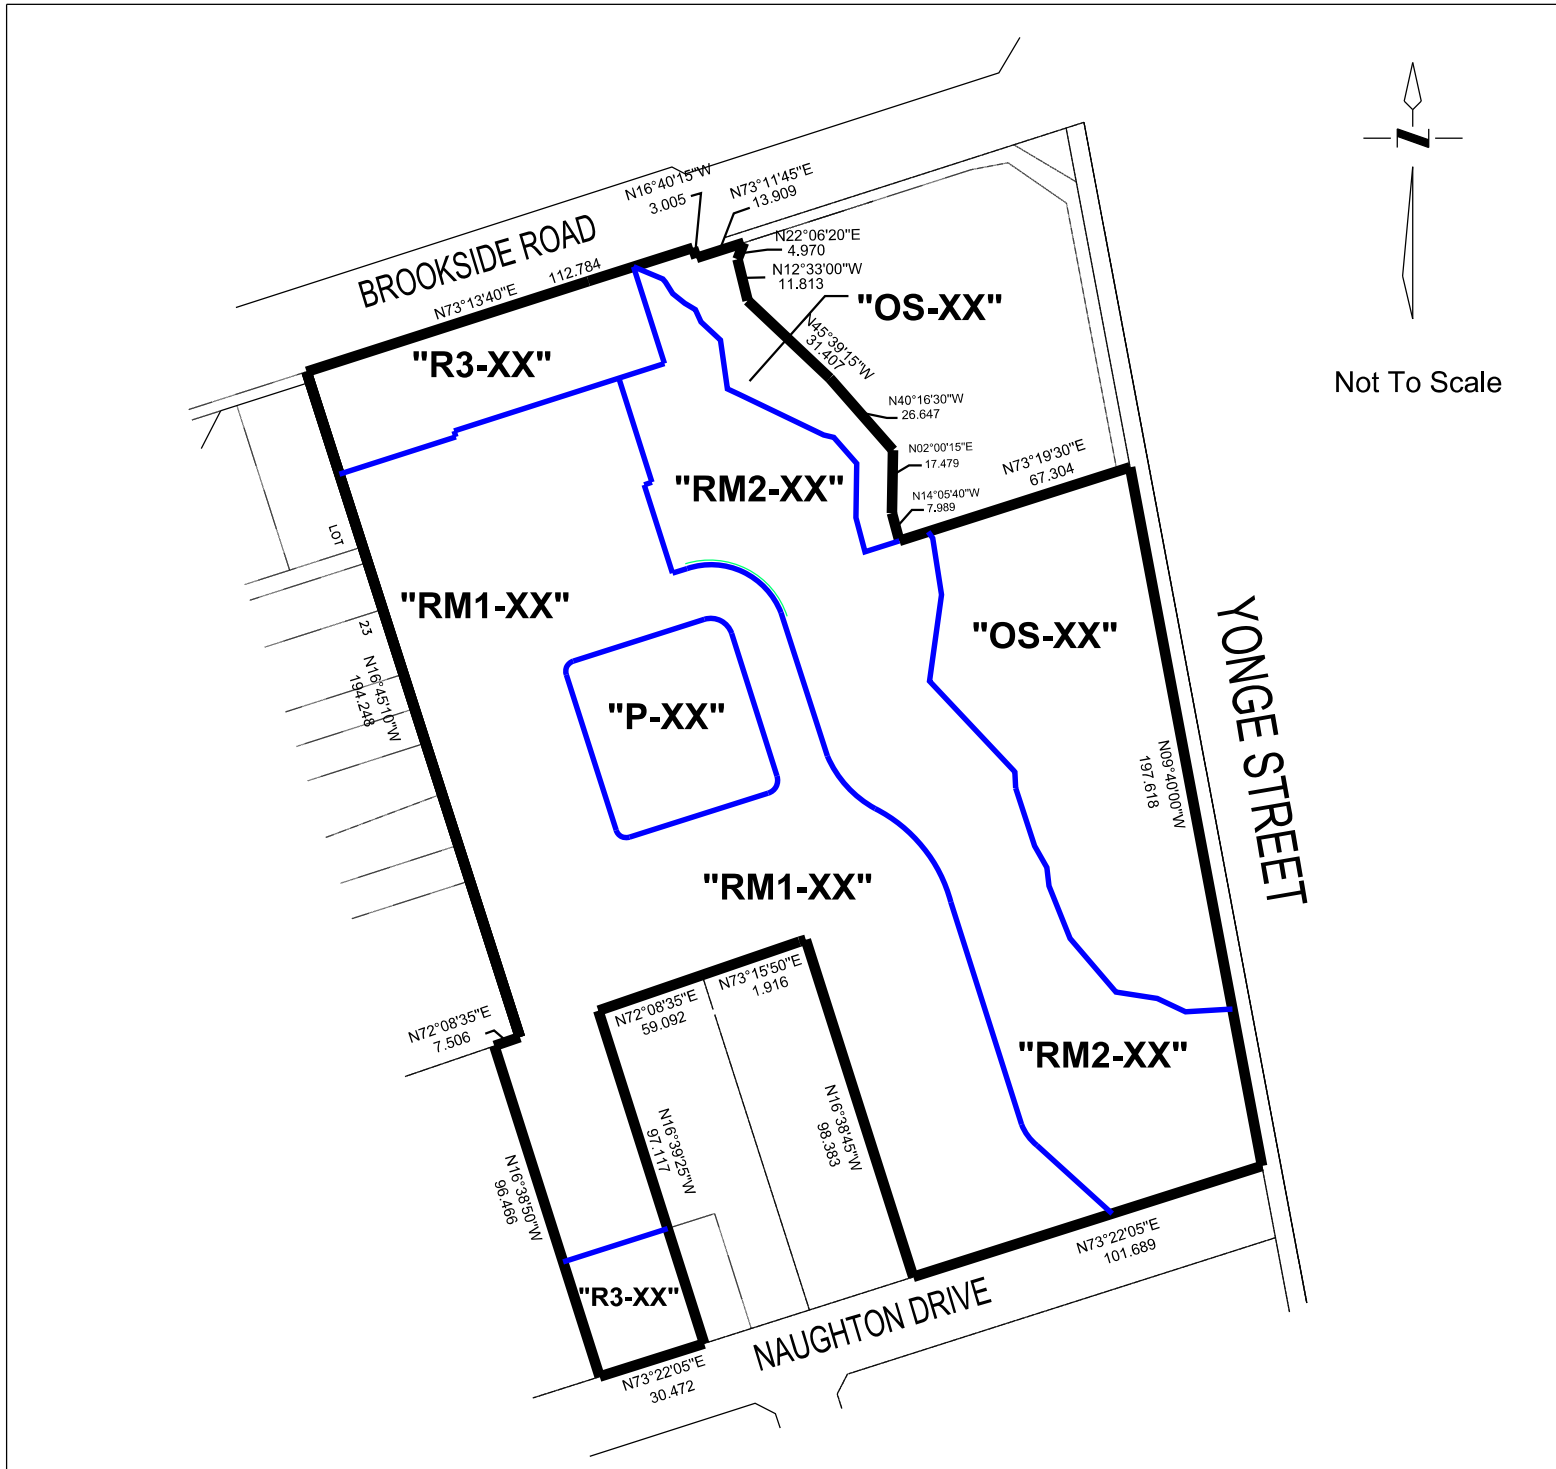 N16°40'15"W
3.005
N73°11'45"E
13.909
BROOKSIDE ROAD
N73°13'40"E 112.784
N22°06'20"E
4.970
N12°33'00"W
11.813
"OS-XX"
N45°39'15"W
31.407
"R3-XX"
Not To Scale
N
N40°16'30"W
26.647
N02°00'15"E
17.479
N73°19'30"E
67.304
N14°05'40"W
7.989
"RM2-XX"
LOT
23
"RM1-XX"
"OS-XX"
YONGE STREET
N16°45'10"W
194.248
"P-XX"
N09°40'00"W
197.618
"RM1-XX"
N73°15'50"E
1.916
N72°08'35"E
59.092
N72°08'35"E
7.506
"RM2-XX"
N16°39'25"W
97.117
N16°38'45"W
98.383
N16°38'50"W
96.466
N73°22'05"E
101.689
"R3-XX"
NAUGHTON DRIVE
N73°22'05"E
30.472